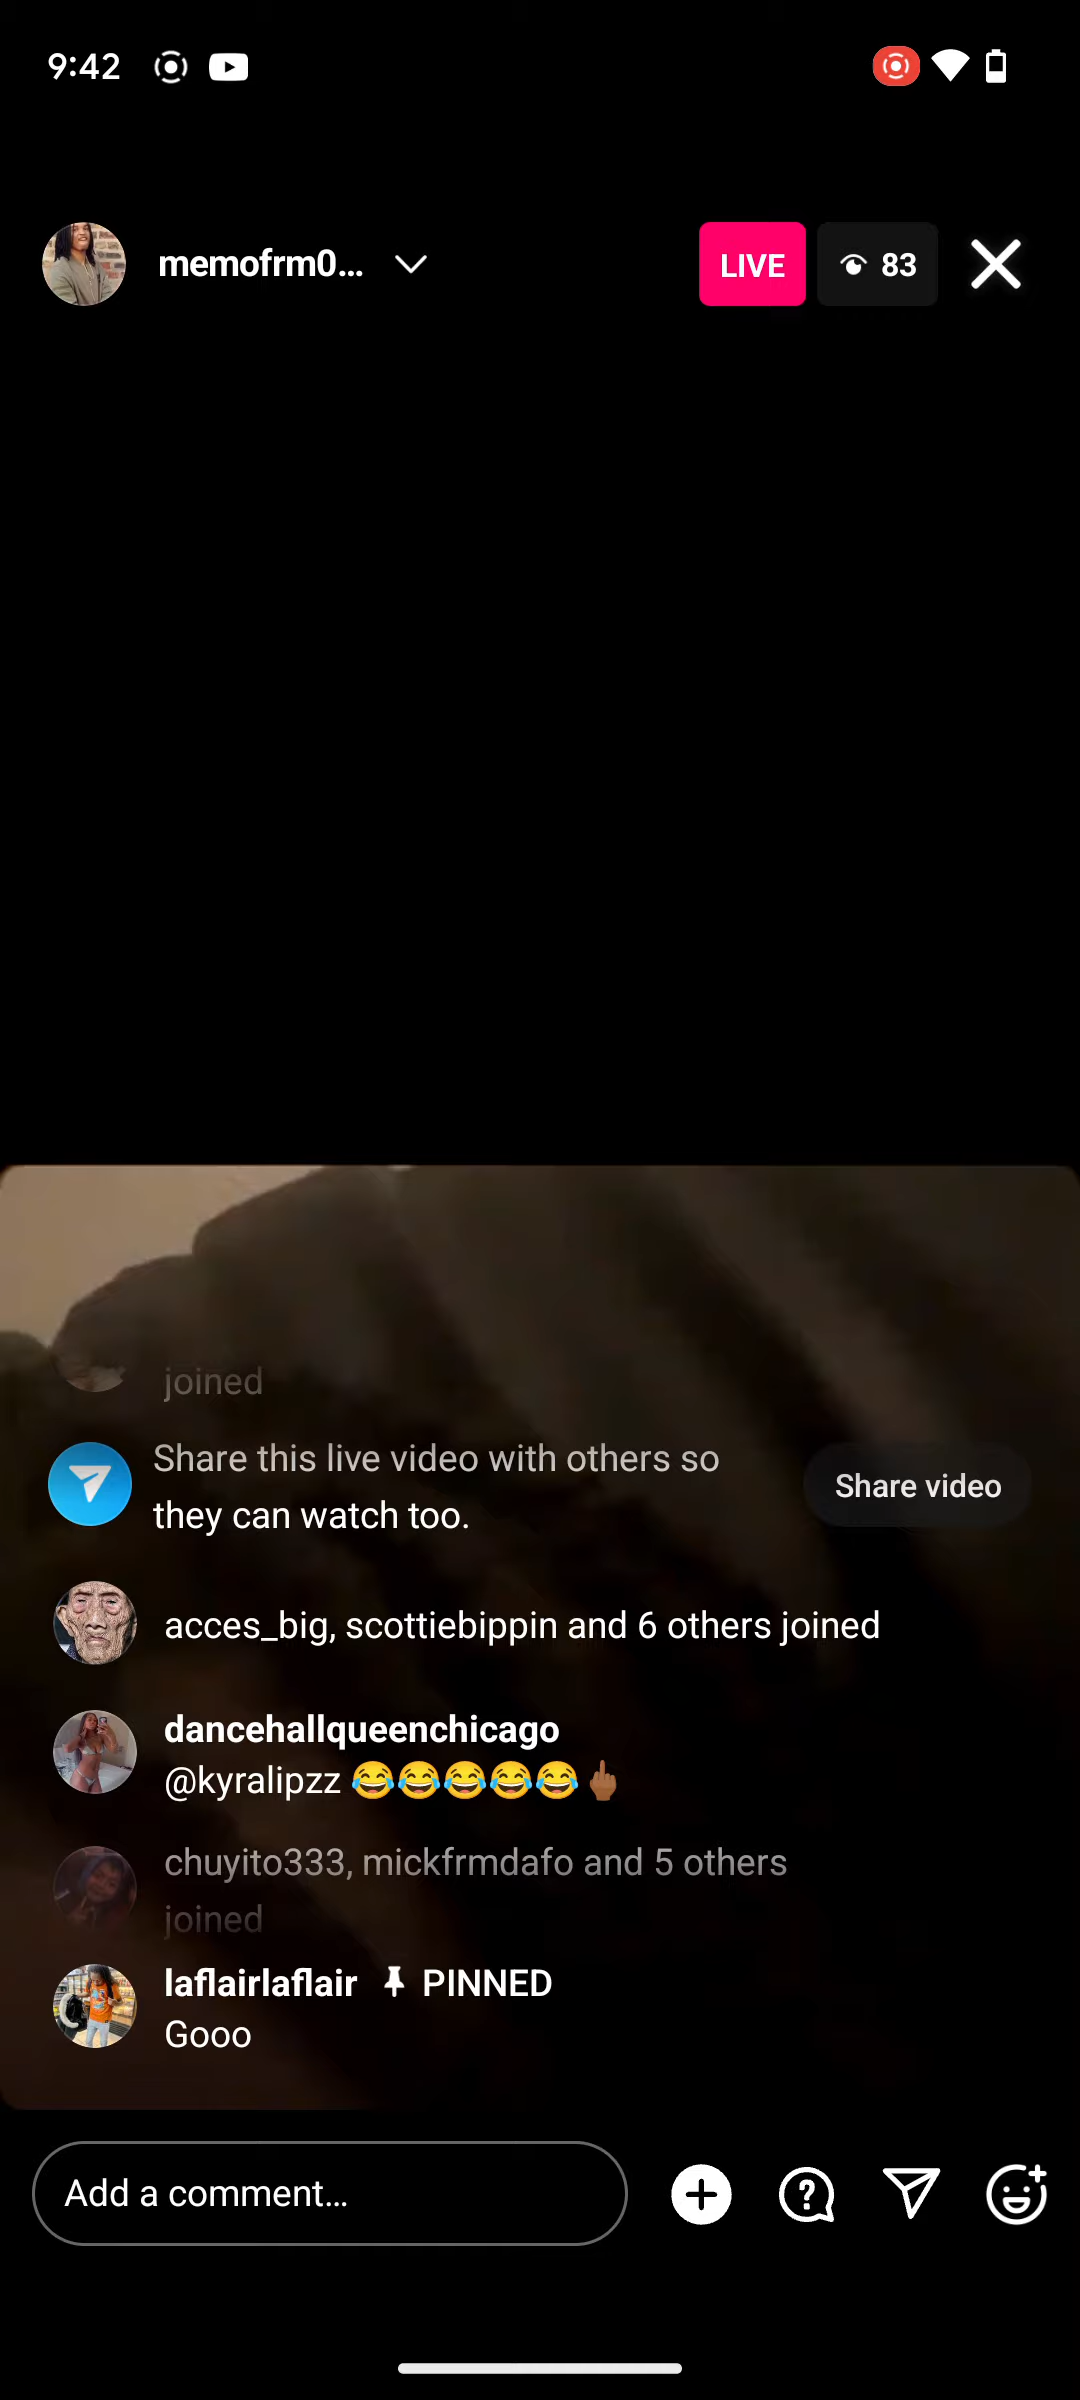 9:42
memofrm0...
LIVE
83
joined
Share this live video with others so
they can watch too.
Share video
acces_big, scottiebippin and 6 others joined
dancehallqueenchicago
@kyralipzz 😂😂😂😂😂🖕🏾
chuyito333, mickfrmdafo and 5 others
joined
laflairlaflair PINNED
Gooo
Add a comment...